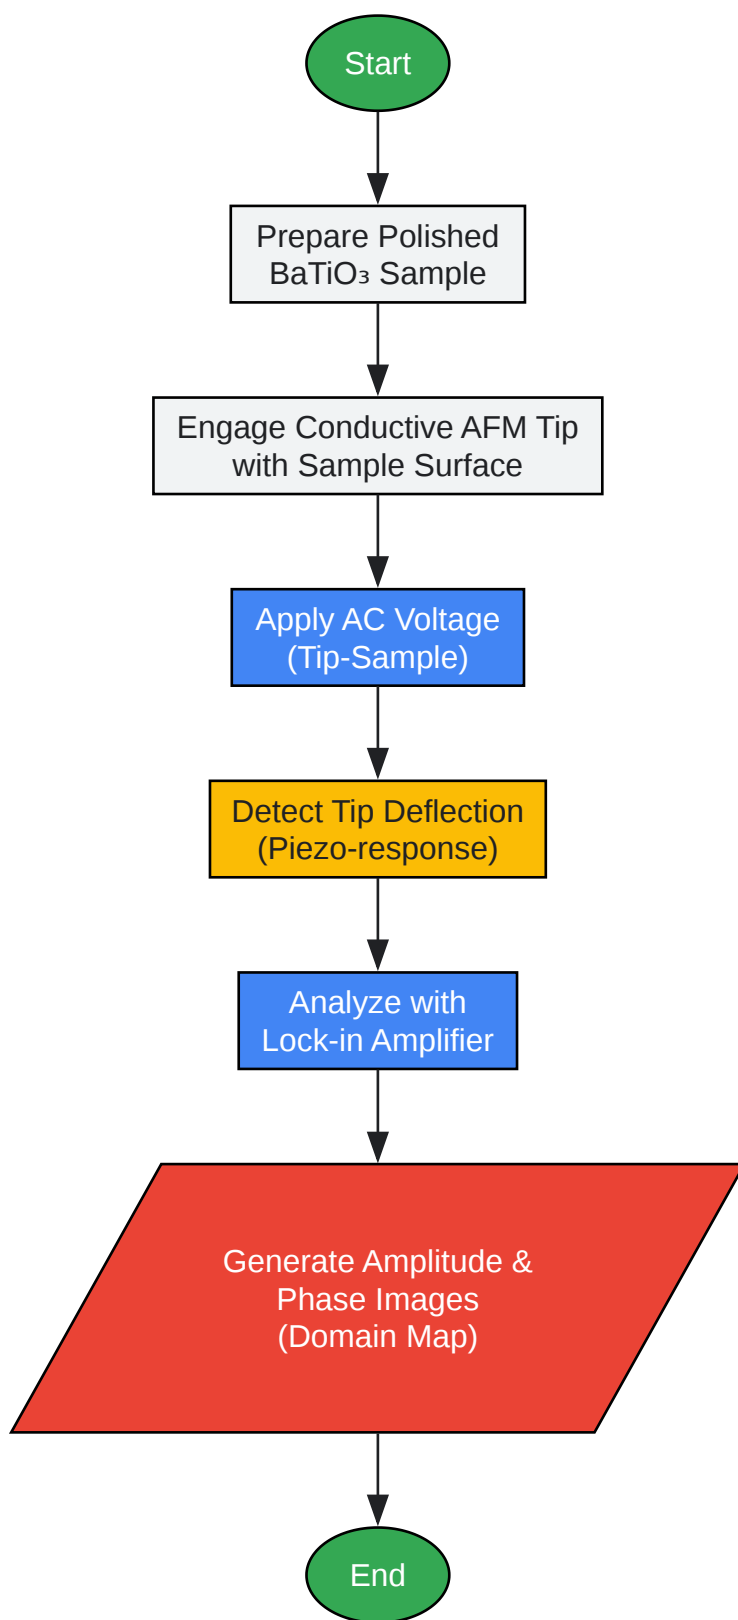 Start
Prepare Polished
BaTiO₃ Sample
Engage Conductive AFM Tip
with Sample Surface
Apply AC Voltage
(Tip-Sample)
Detect Tip Deflection
(Piezo-response)
Analyze with
Lock-in Amplifier
Generate Amplitude &
Phase Images
(Domain Map)
End